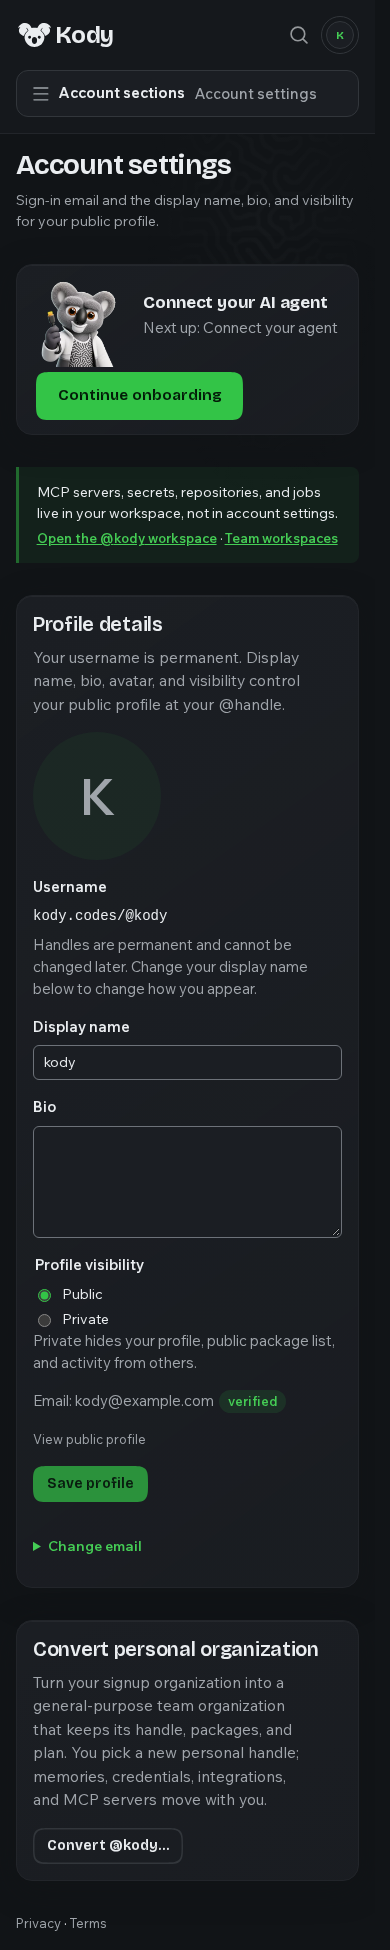 Kody
K
Account sections Account settings
Account settings
Sign-in email and the display name, bio, and visibility
for your public profile.
Connect your AI agent
Next up: Connect your agent
Continue onboarding
MCP servers, secrets, repositories, and jobs
live in your workspace, not in account settings.
Open the @kody workspace · Team workspaces
Profile details
Your username is permanent. Display
name, bio, avatar, and visibility control
your public profile at your @handle.
K
Username
kody.codes/@kody
Handles are permanent and cannot be
changed later. Change your display name
below to change how you appear.
Display name
kody
Bio
Profile visibility
Public
Private
Private hides your profile, public package list,
and activity from others.
Email: kody@example.com verified
View public profile
Save profile
Change email
Convert personal organization
Turn your signup organization into a
general-purpose team organization
that keeps its handle, packages, and
plan. You pick a new personal handle;
memories, credentials, integrations,
and MCP servers move with you.
Convert @kody...
Privacy · Terms